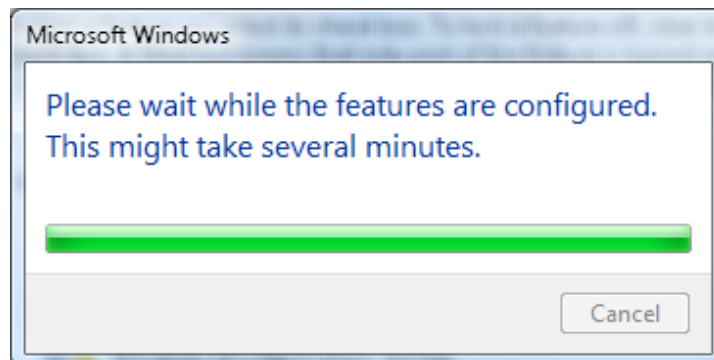 Microsoft Windows
Please wait while the features are configured.
This might take several minutes.
Cancel